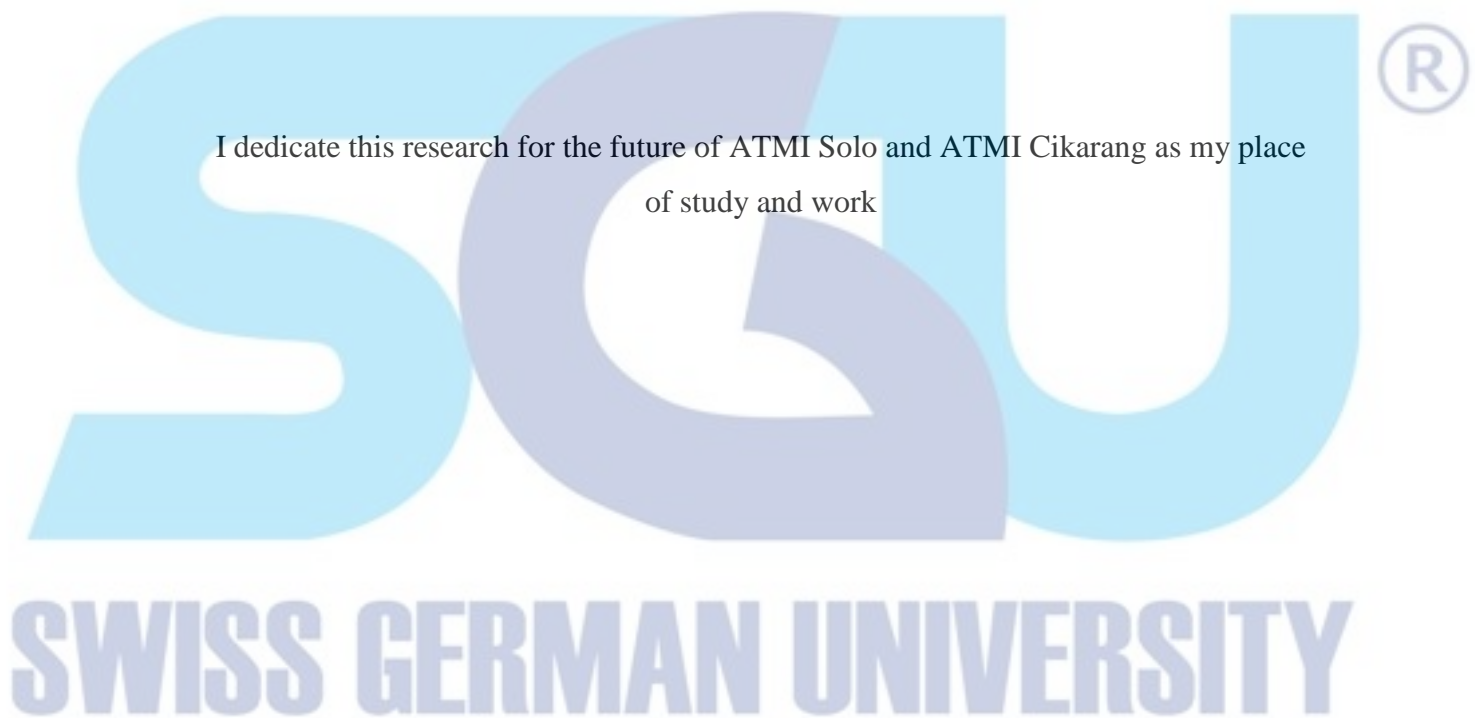 SGU ®
I dedicate this research for the future of ATMI Solo and ATMI Cikarang as my place
of study and work
SWISS GERMAN UNIVERSITY